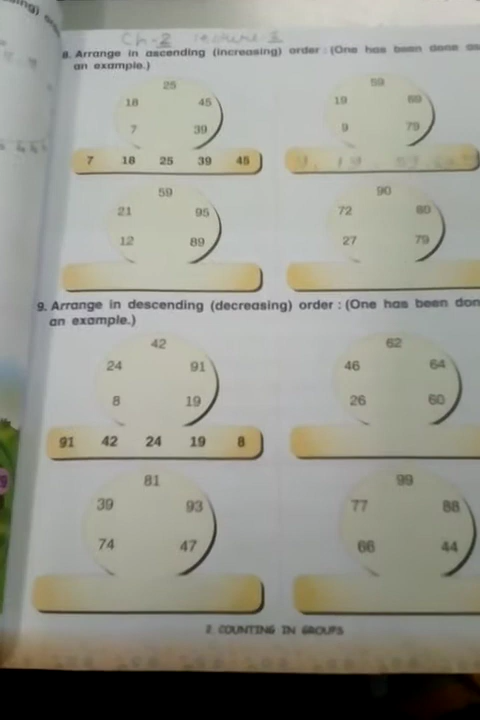 Ch-2
8. Arrange in ascending (increasing) order : (One has been done as
an example.)
25 59
18 45 19 69
7 39 9 79
7 18 25 39 45
59 90
21 95 72 80
12 89 27 79
9. Arrange in descending (decreasing) order : (One has been don
an example.)
42 62
24 91 46 64
8 19 26 60
91 42 24 19 8
81 99
39 93 77 88
74 47 66 44
2. COUNTING IN GROUPS